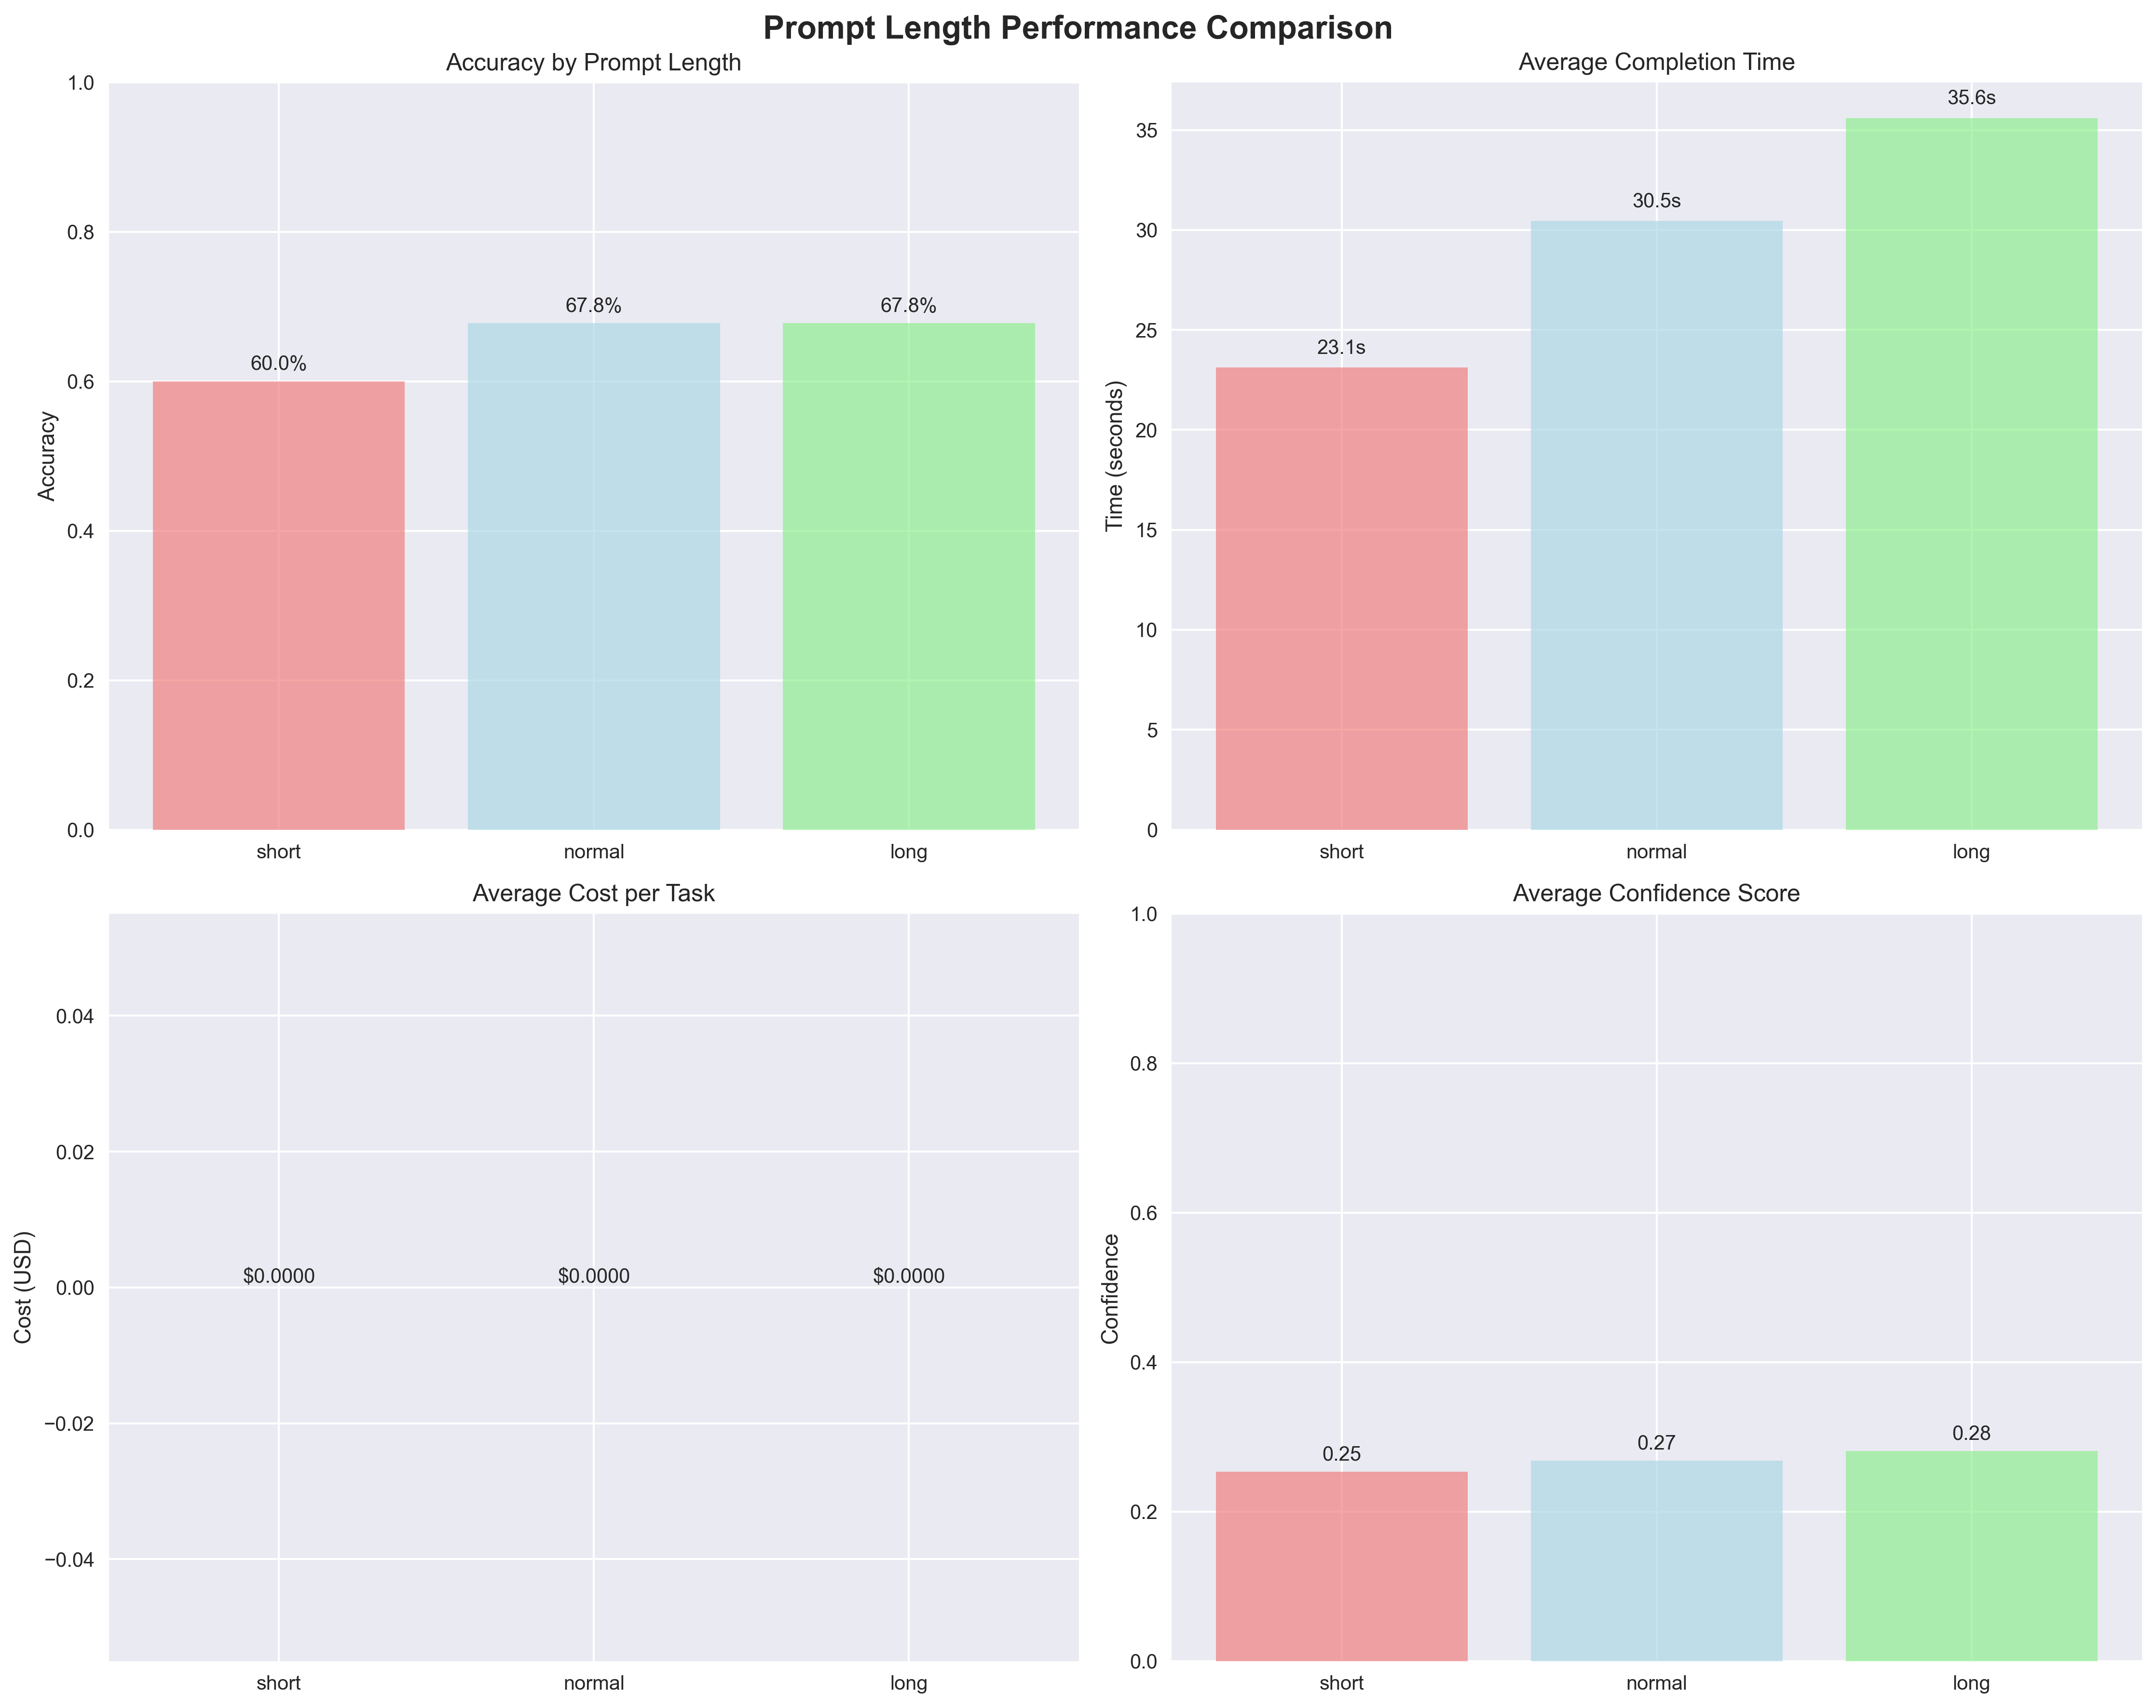 Prompt Length Performance Comparison
Accuracy by Prompt Length
1.0
0.8
0.6
0.4
0.2
0.0
Accuracy
60.0%
67.8%
67.8%
short normal long
Average Completion Time
35
30
25
20
15
10
5
0
Time (seconds)
23.1s
30.5s
35.6s
short normal long
Average Cost per Task
0.04
0.02
0.00
−0.02
−0.04
Cost (USD)
$0.0000 $0.0000 $0.0000
short normal long
Average Confidence Score
1.0
0.8
0.6
0.4
0.2
0.0
Confidence
0.25
0.27
0.28
short normal long